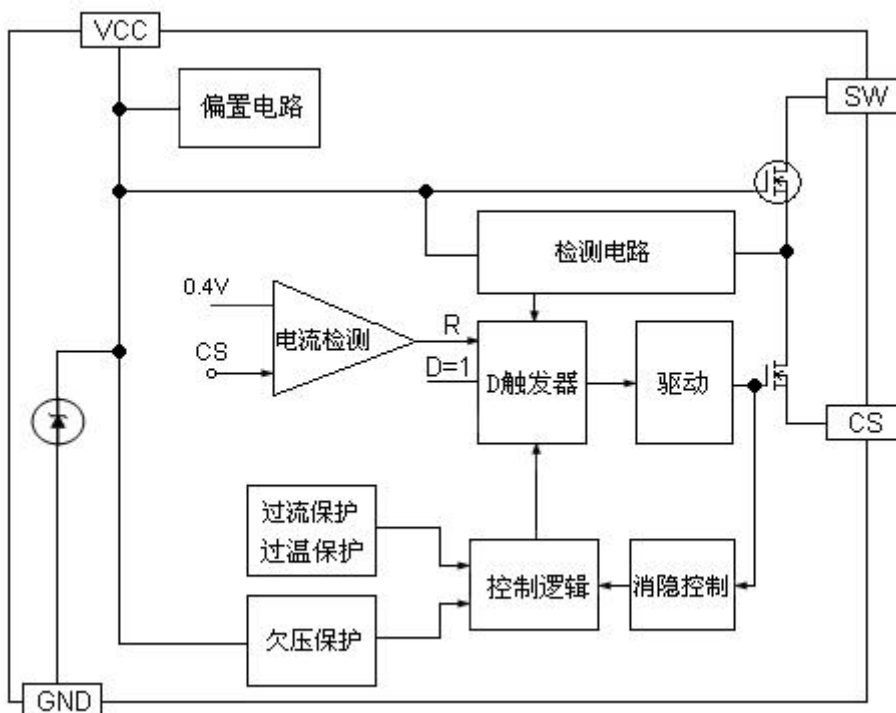 VCC
偏置电路
SW
检测电路
0.4V
电流检测
R
CS
D=1
D触发器
驱动
CS
过流保护
过温保护
控制逻辑
消隐控制
欠压保护
GND